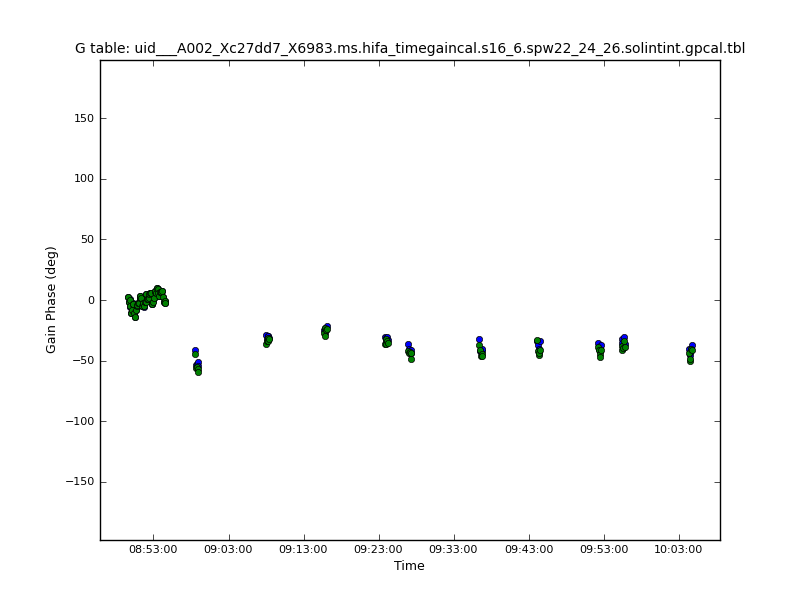 G table: uid___A002_Xc27dd7_X6983.ms.hifa_timegaincal.s16_6.spw22_24_26.solintint.gpcal.tbl
Gain Phase (deg)
150
100
50
0
−50
−100
−150
08:53:00 09:03:00 09:13:00 09:23:00 09:33:00 09:43:00 09:53:00 10:03:00
Time